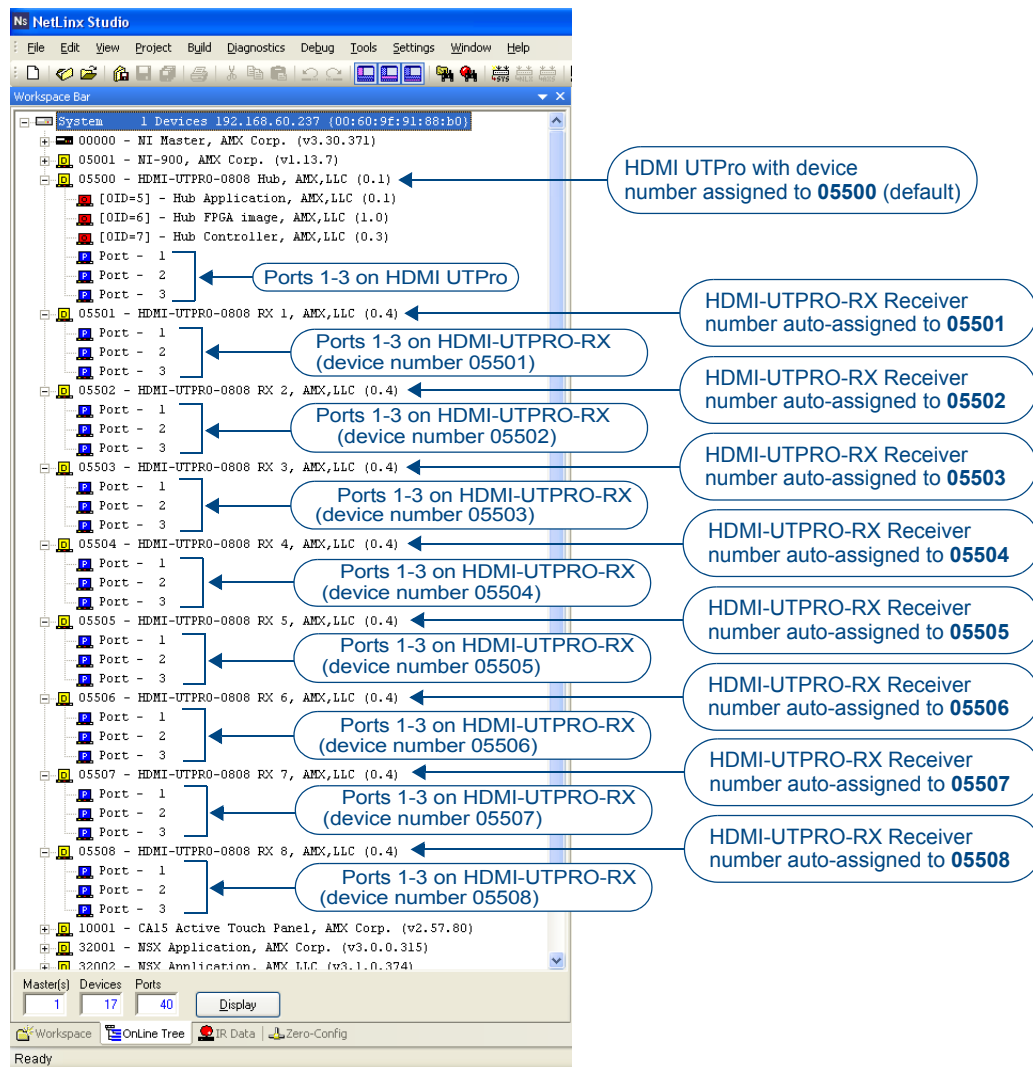 Ns NetLinx Studio
File Edit View Project Build Diagnostics Debug Tools Settings Window Help
Workspace Bar
System 1 Devices 192.168.60.237 (00:60:9f:91:88:b0)
00000 - NI Master, AMX Corp. (v3.30.371)
05001 - NI-900, AMX Corp. (v1.13.7)
05500 - HDMI-UTPRO-0808 Hub, AMX,LLC (0.1)
HDMI UTPro with device
number assigned to 05500 (default)
[OID=5] - Hub Application, AMX,LLC (0.1)
[OID=6] - Hub FPGA image, AMX,LLC (1.0)
[OID=7] - Hub Controller, AMX,LLC (0.3)
Port - 1
Port - 2
Port - 3
Ports 1-3 on HDMI UTPro
05501 - HDMI-UTPRO-0808 RX 1, AMX,LLC (0.4)
HDMI-UTPRO-RX Receiver
number auto-assigned to 05501
Port - 1
Port - 2
Port - 3
Ports 1-3 on HDMI-UTPRO-RX
(device number 05501)
05502 - HDMI-UTPRO-0808 RX 2, AMX,LLC (0.4)
HDMI-UTPRO-RX Receiver
number auto-assigned to 05502
Port - 1
Port - 2
Port - 3
Ports 1-3 on HDMI-UTPRO-RX
(device number 05502)
05503 - HDMI-UTPRO-0808 RX 3, AMX,LLC (0.4)
HDMI-UTPRO-RX Receiver
number auto-assigned to 05503
Port - 1
Port - 2
Port - 3
Ports 1-3 on HDMI-UTPRO-RX
(device number 05503)
05504 - HDMI-UTPRO-0808 RX 4, AMX,LLC (0.4)
HDMI-UTPRO-RX Receiver
number auto-assigned to 05504
Port - 1
Port - 2
Port - 3
Ports 1-3 on HDMI-UTPRO-RX
(device number 05504)
05505 - HDMI-UTPRO-0808 RX 5, AMX,LLC (0.4)
HDMI-UTPRO-RX Receiver
number auto-assigned to 05505
Port - 1
Port - 2
Port - 3
Ports 1-3 on HDMI-UTPRO-RX
(device number 05505)
05506 - HDMI-UTPRO-0808 RX 6, AMX,LLC (0.4)
HDMI-UTPRO-RX Receiver
number auto-assigned to 05506
Port - 1
Port - 2
Port - 3
Ports 1-3 on HDMI-UTPRO-RX
(device number 05506)
05507 - HDMI-UTPRO-0808 RX 7, AMX,LLC (0.4)
HDMI-UTPRO-RX Receiver
number auto-assigned to 05507
Port - 1
Port - 2
Port - 3
Ports 1-3 on HDMI-UTPRO-RX
(device number 05507)
05508 - HDMI-UTPRO-0808 RX 8, AMX,LLC (0.4)
HDMI-UTPRO-RX Receiver
number auto-assigned to 05508
Port - 1
Port - 2
Port - 3
Ports 1-3 on HDMI-UTPRO-RX
(device number 05508)
10001 - CA15 Active Touch Panel, AMX Corp. (v2.57.80)
32001 - NSX Application, AMX Corp. (v3.0.0.315)
32002 - NSX Application, AMX LLC (v3.1.0.374)
Master(s) Devices Ports
1 17 40 Display
Workspace OnLine Tree IR Data Zero-Config
Ready